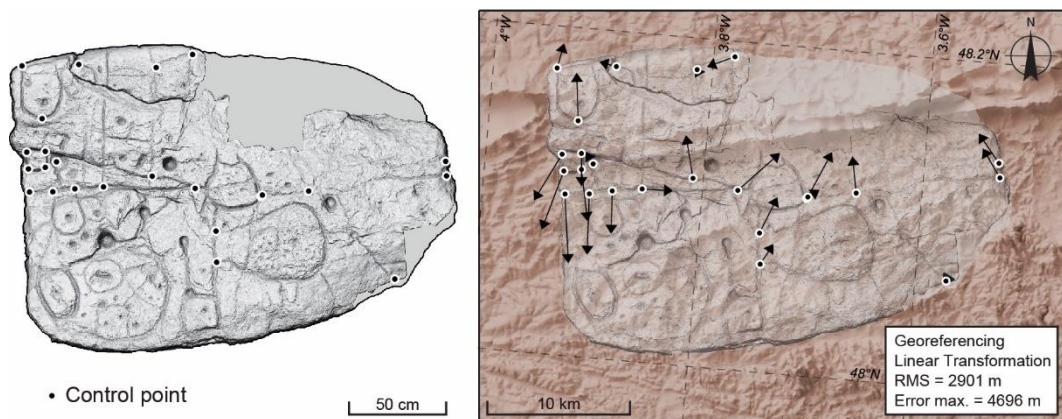 • Control point
50 cm
4°W
3.8°W
3.6°W
48.2°N
N
48°N
10 km
Georeferencing
Linear Transformation
RMS = 2901 m
Error max. = 4696 m